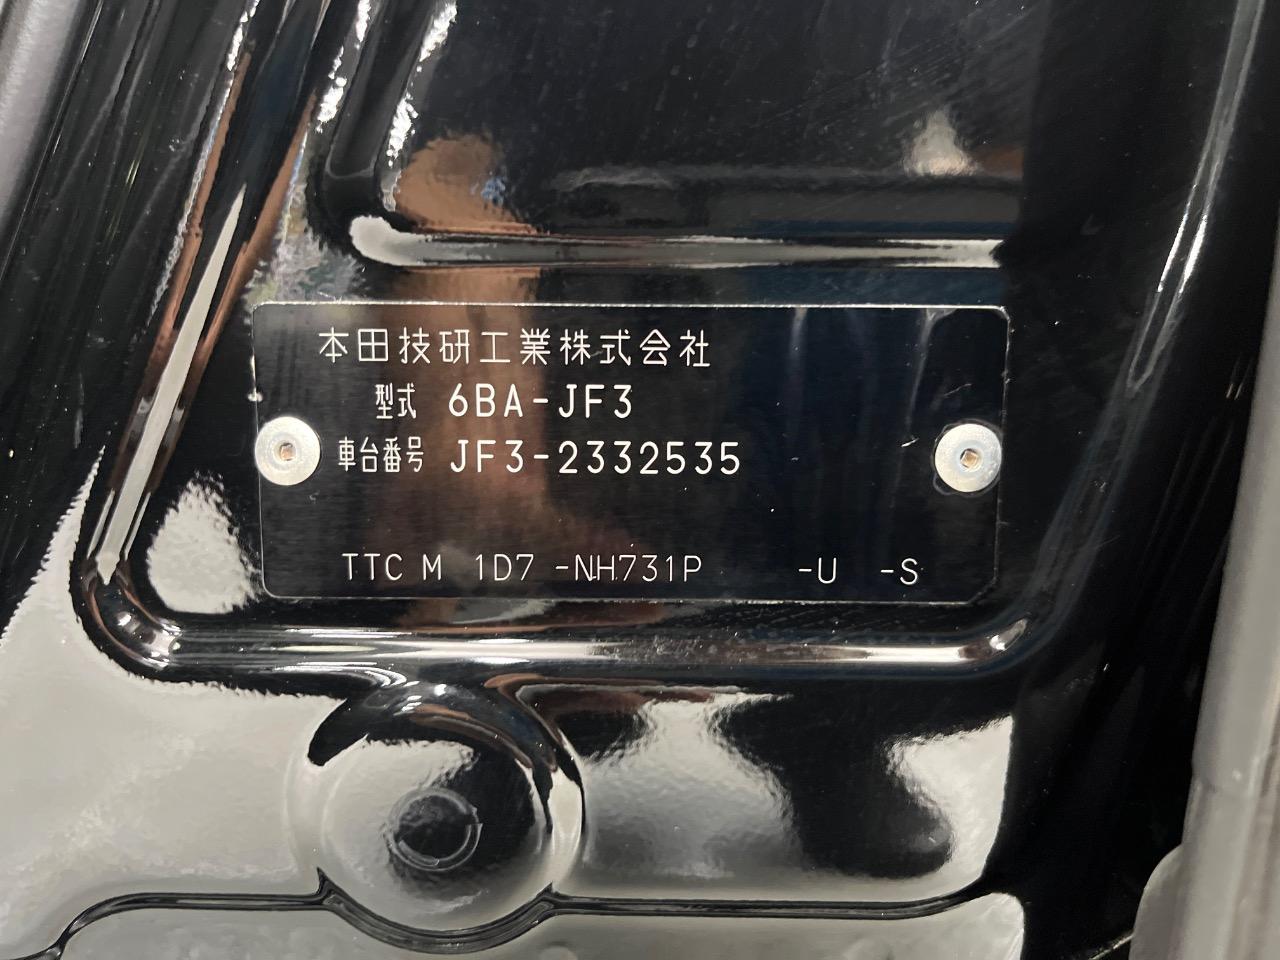 本田技研工業株式会社
型式 6BA-JF3
車台番号 JF3-2332535
TTC M 1D7 -NH731P -U -S